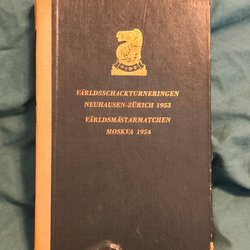 VÄRLDSSCHACKTURNERINGEN
NEUHAUSEN-ZÜRICH 1953
VÄRLDSMÄSTARMATCHEN
MOSKVA 1954